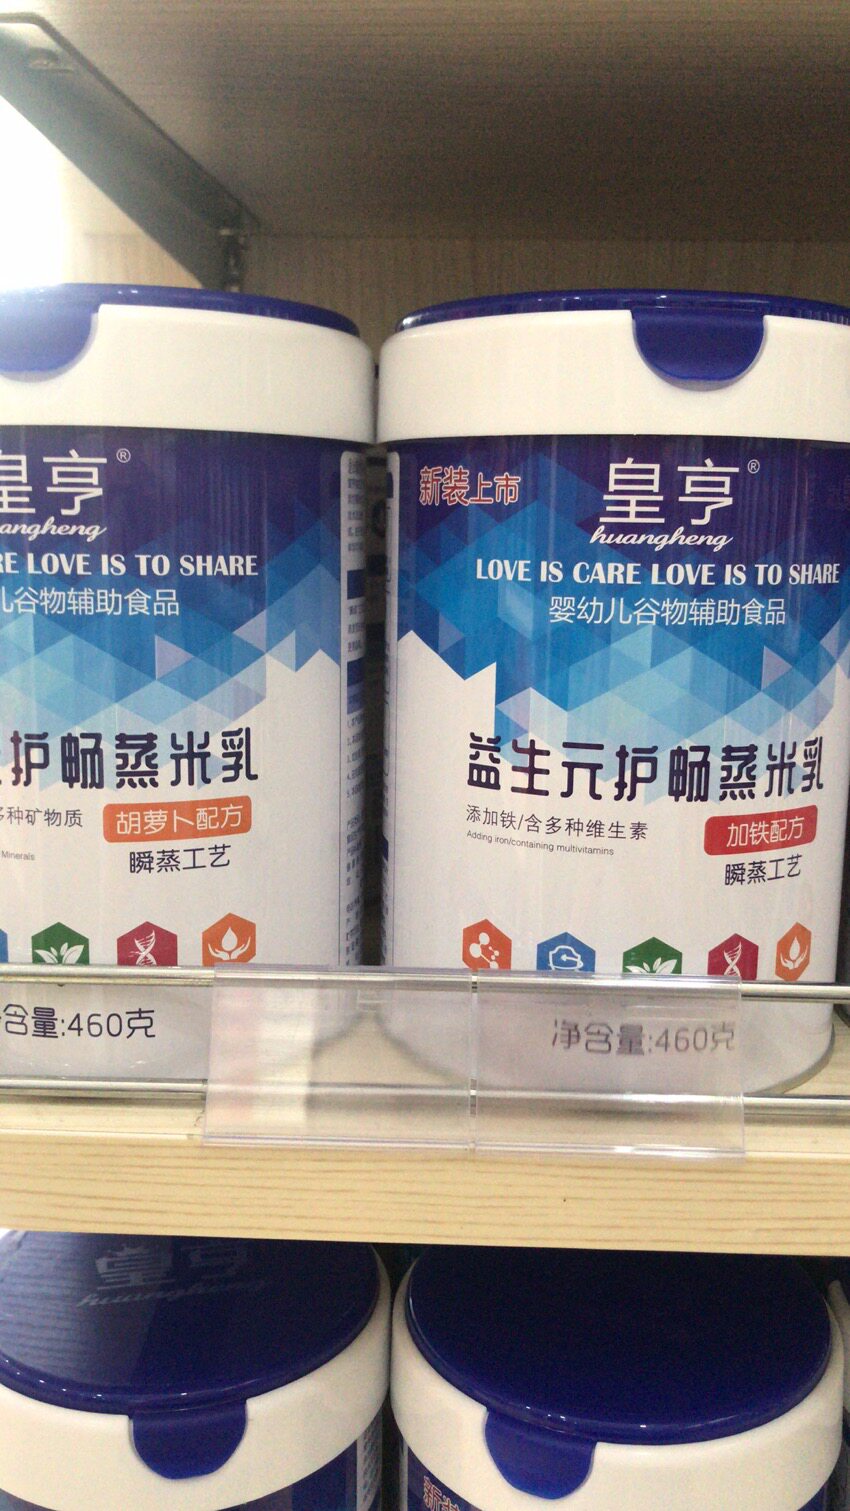 皇亨®
angheng
RE LOVE IS TO SHARE
儿谷物辅助食品
护畅蒸米乳
多种矿物质
胡萝卜配方
Minerals
瞬蒸工艺
含量:460克
新装上市
皇亨®
huangheng
LOVE IS CARE LOVE IS TO SHARE
婴幼儿谷物辅助食品
益生元护畅蒸米乳
添加铁/含多种维生素
加铁配方
Adding iron/containing multivitamins
瞬蒸工艺
净含量:460克
皇亨
huangheng
新装